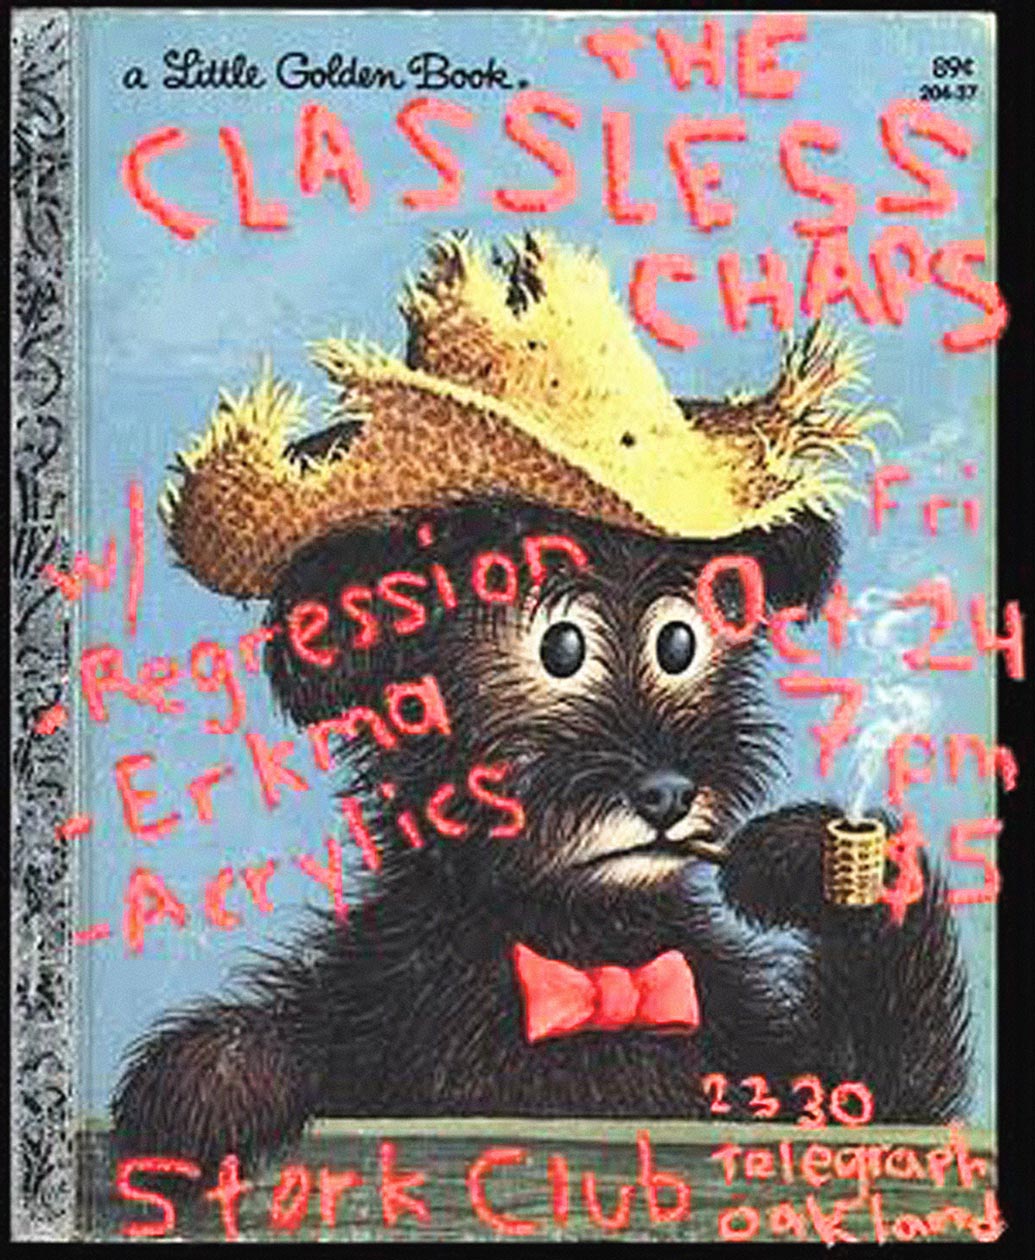 a Little Golden Book.
89¢
204-37
THE
CLASSLESS
CHAPS
Fri
Oct 24
7 pm
$5
w/
- Regression
- Erkma
- Acrylics
Stork Club
2330
Telegraph
Oakland